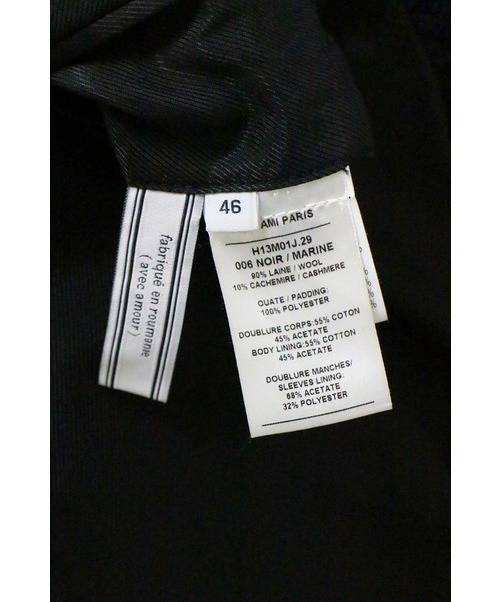 fabriqué en roumanie
(avec amour)
46
AMI PARIS
H13M01J.29
006 NOIR / MARINE
90% LAINE / WOOL
10% CACHEMIRE / CASHMERE
OUATE / PADDING:
100% POLYESTER
DOUBLURE CORPS:55% COTON
45% ACETATE
BODY LINING:55% COTTON
45% ACETATE
DOUBLURE MANCHES/
SLEEVES LINING:
68% ACETATE
32% POLYESTER